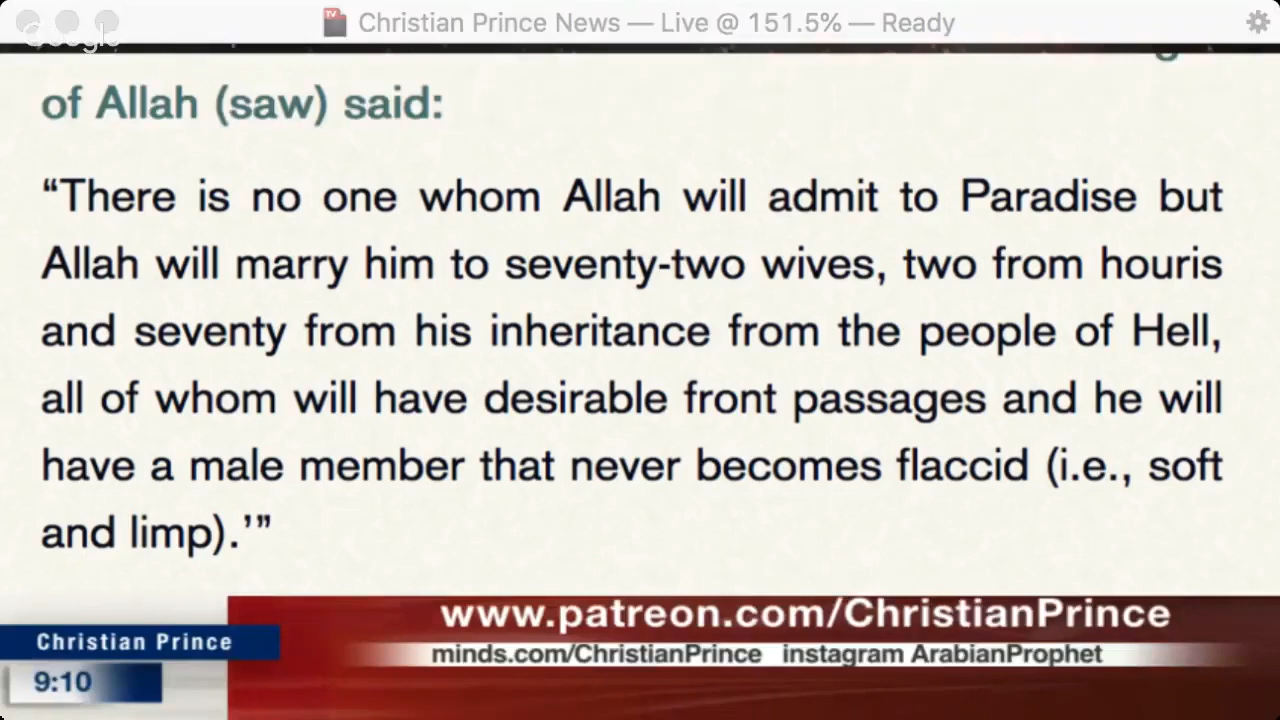 Christian Prince News — Live @ 151.5% — Ready
Google
of Allah (saw) said:
“There is no one whom Allah will admit to Paradise but
Allah will marry him to seventy-two wives, two from houris
and seventy from his inheritance from the people of Hell,
all of whom will have desirable front passages and he will
have a male member that never becomes flaccid (i.e., soft
and limp).’”
www.patreon.com/ChristianPrince
Christian Prince
minds.com/ChristianPrince instagram ArabianProphet
9:10